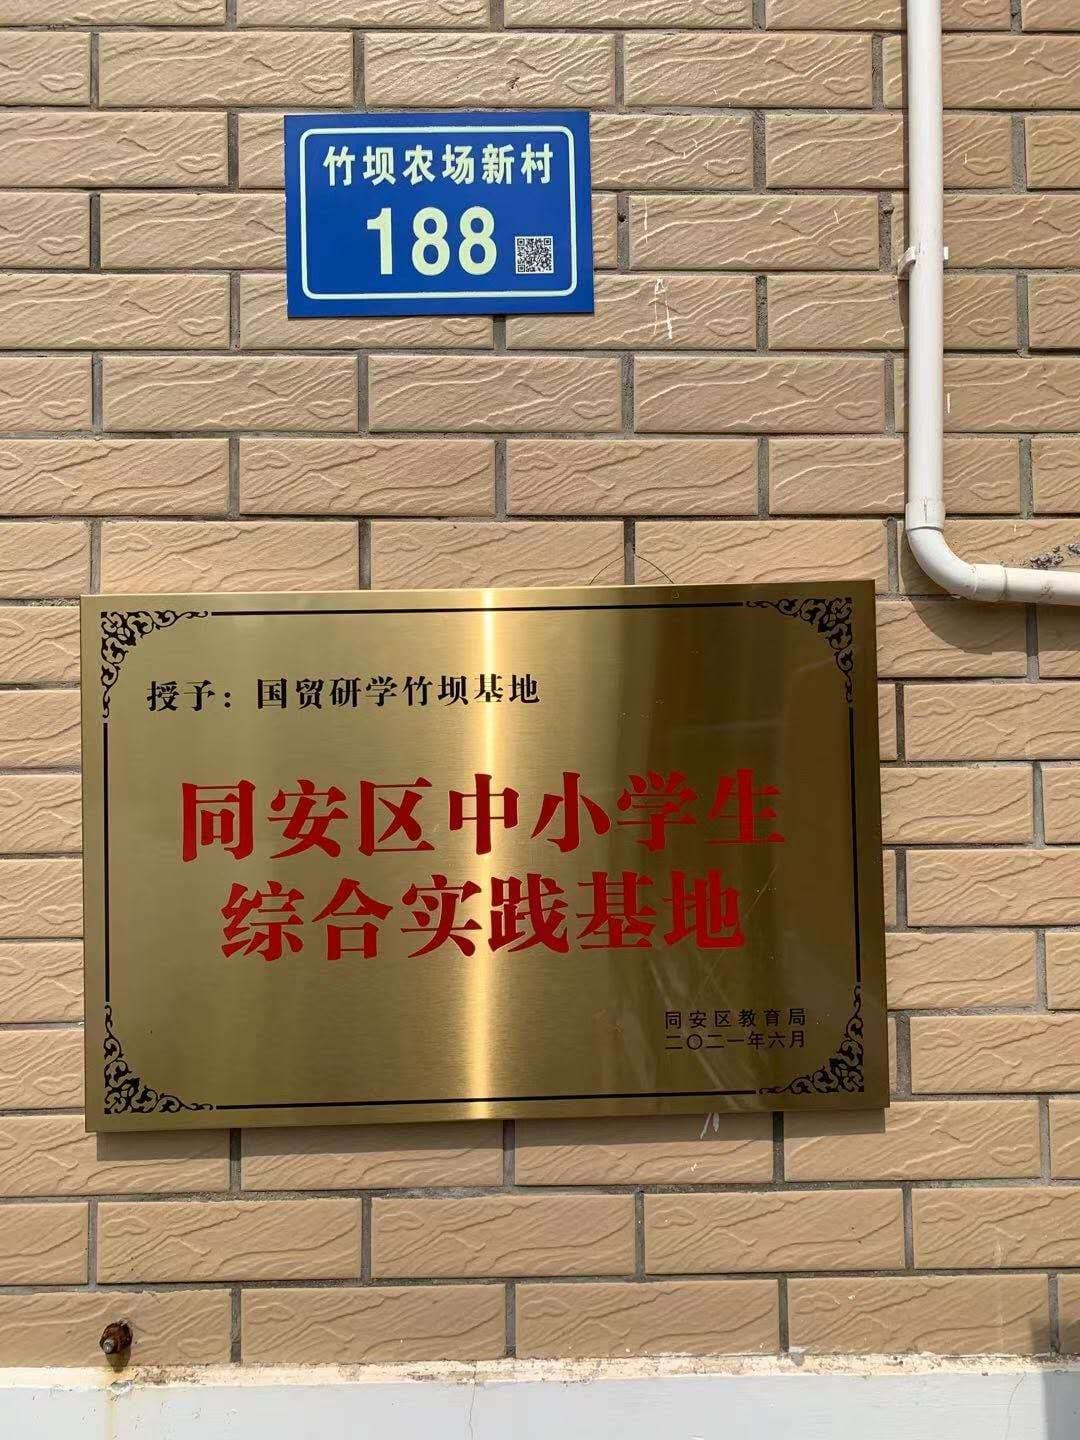 竹坝农场新村
188
授予：国贸研学竹坝基地
同安区中小学生
综合实践基地
同安区教育局
二〇二一年六月